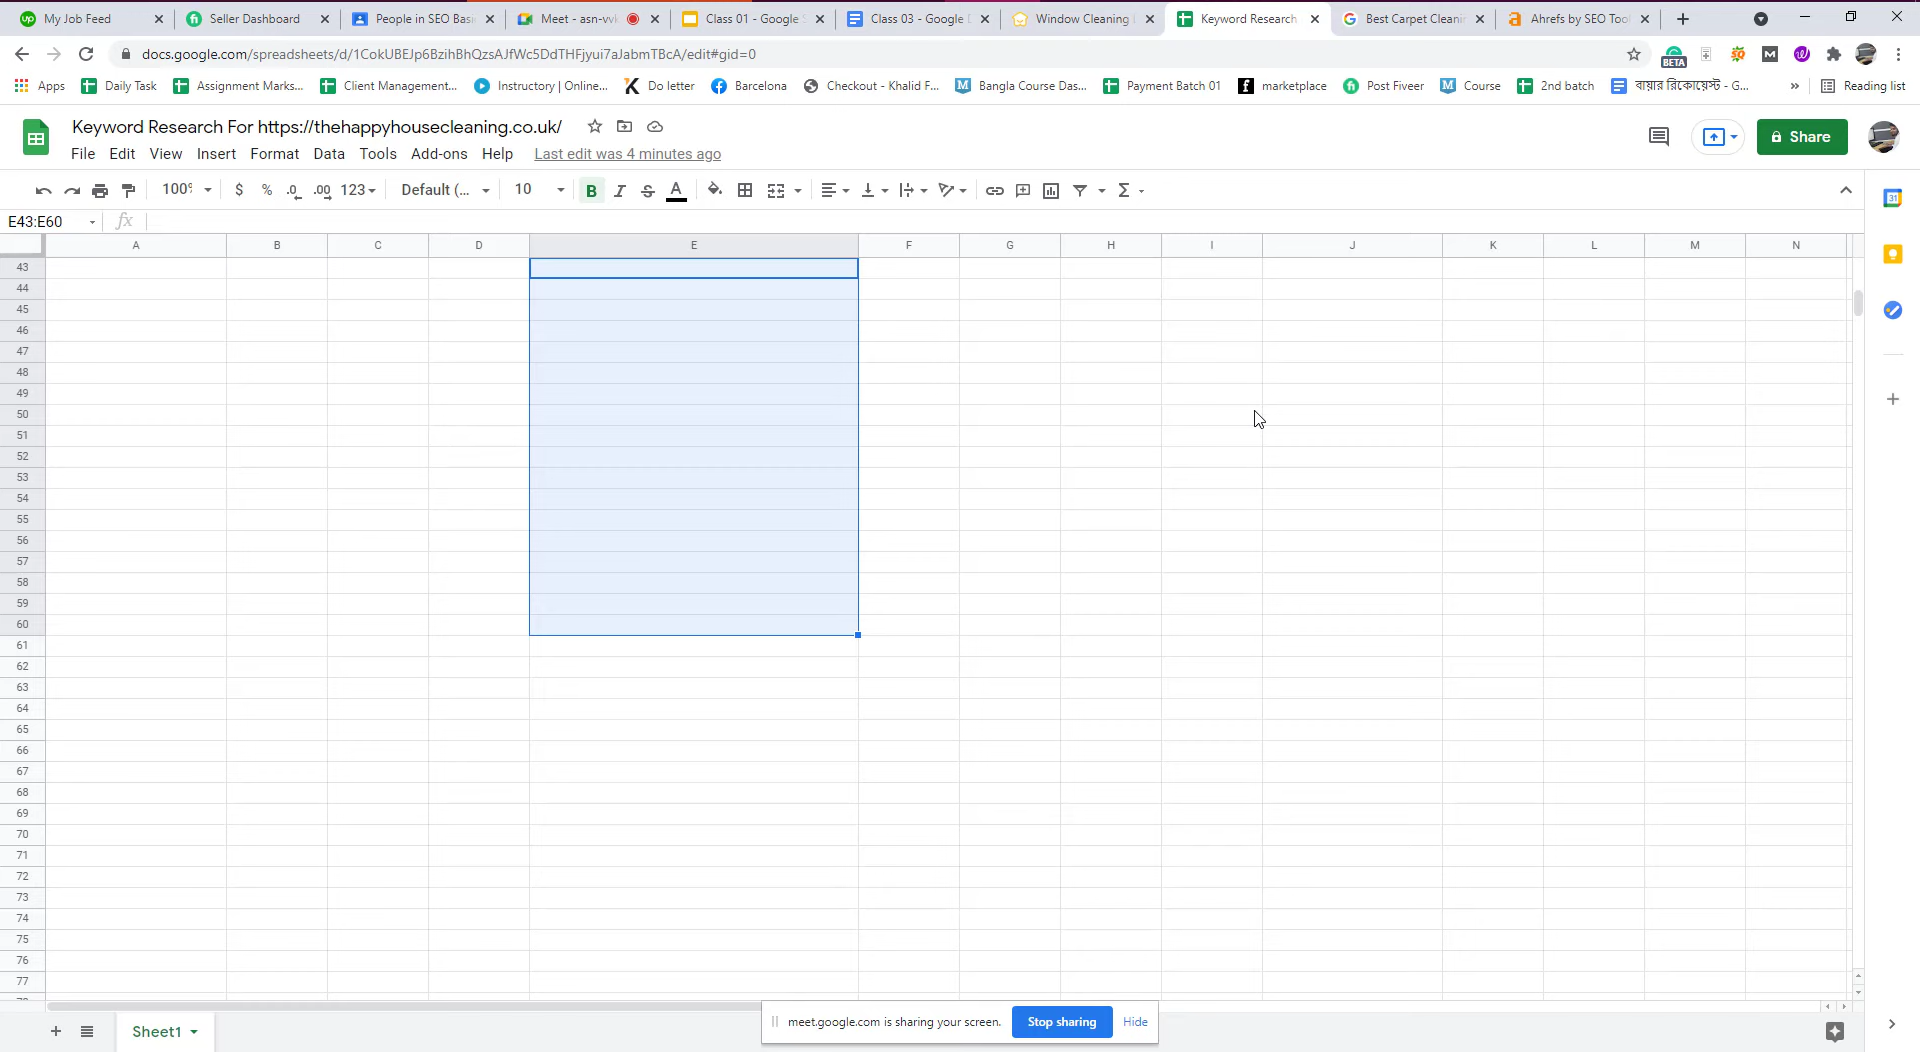 My Job Feed
Seller Dashboard
People in SEO Basi
Meet - asn-vvk
Class 01 - Google S
Class 03 - Google D
Window Cleaning
Keyword Research
Best Carpet Cleani
Ahrefs by SEO Tool
docs.google.com/spreadsheets/d/1CokUBEJp6BzihBhQzsAJfWc5DdTHFjyui7aJabmTBcA/edit#gid=0
BETA
Apps
Daily Task
Assignment Marks...
Client Management...
Instructory | Online...
Do letter
Barcelona
Checkout - Khalid F...
Bangla Course Das...
Payment Batch 01
marketplace
Post Fiveer
Course
2nd batch
বায়ার রিকোয়েস্ট - G...
Reading list
Keyword Research For https://thehappyhousecleaning.co.uk/
Share
File Edit View Insert Format Data Tools Add-ons Help Last edit was 4 minutes ago
100% $ % .0 .00 123 Default (... 10 B I S A
31
E43:E60 fx
A B C D E F G H I J K L M N
43
44
45
46
47
48
49
50
51
52
53
54
55
56
57
58
59
60
61
62
63
64
65
66
67
68
69
70
71
72
73
74
75
76
77
Sheet1
meet.google.com is sharing your screen. Stop sharing Hide